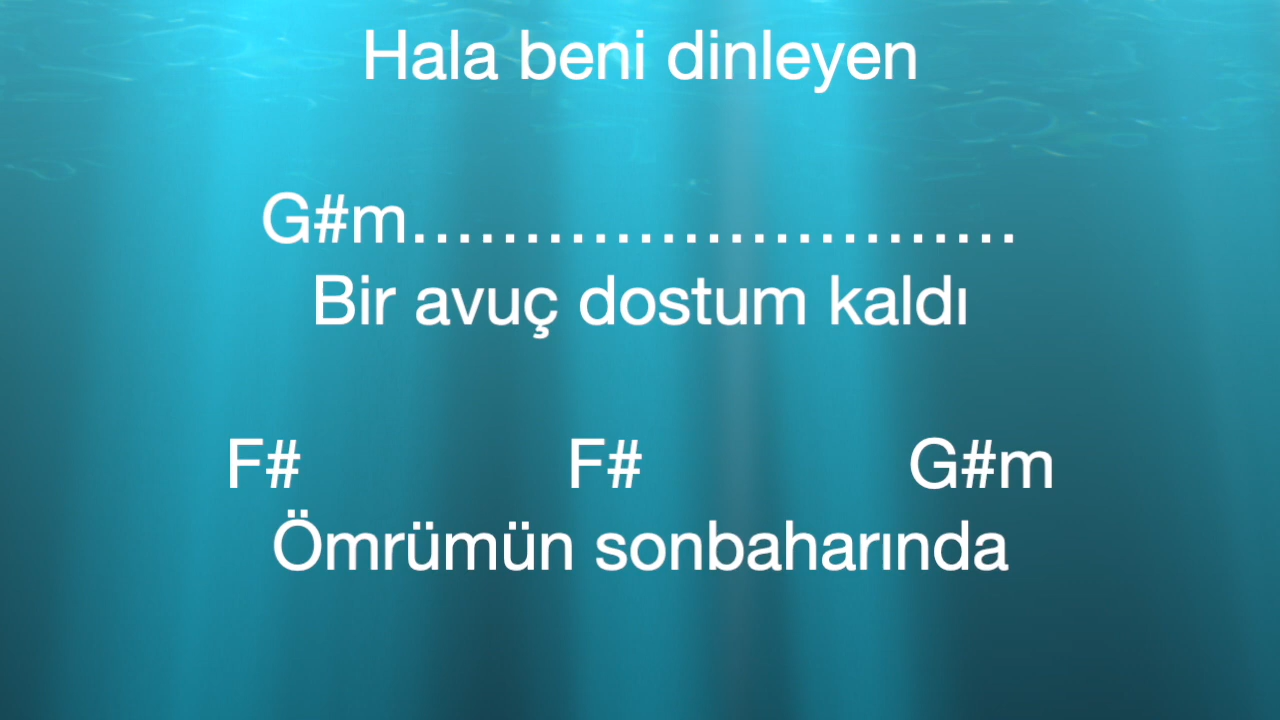 Hala beni dinleyen
G#m...........................
Bir avuç dostum kaldı
F# F# G#m
Ömrümün sonbaharında